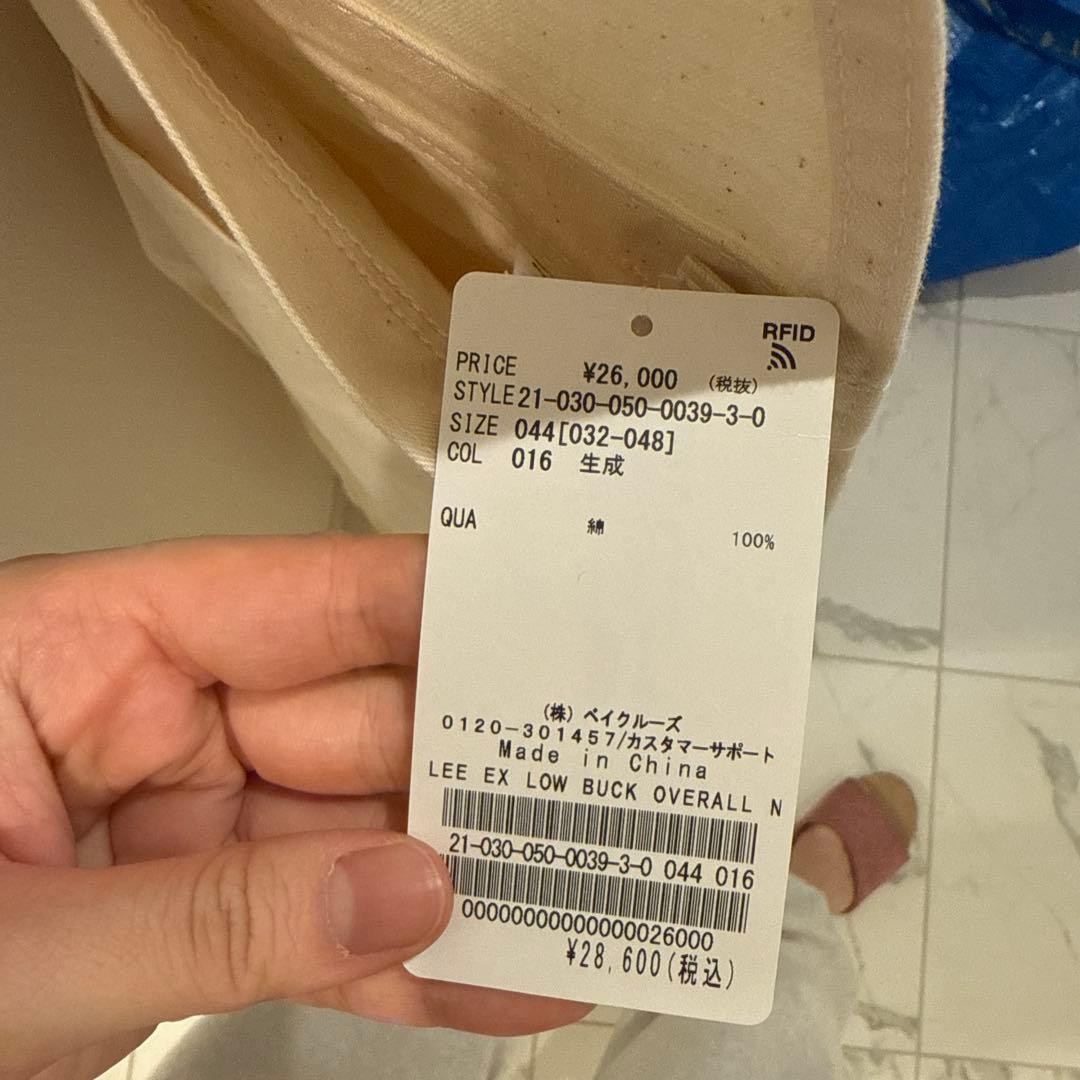 RFID
PRICE ¥26,000 (税抜)
STYLE 21-030-050-0039-3-0
SIZE 044[032-048]
COL 016 生成
QUA 綿 100%
(株) ベイクルーズ
0120-301457/カスタマーサポート
Made in China
LEE EX LOW BUCK OVERALL N
21-030-050-0039-3-0 044 016
00000000000000026000
¥28,600(税込)